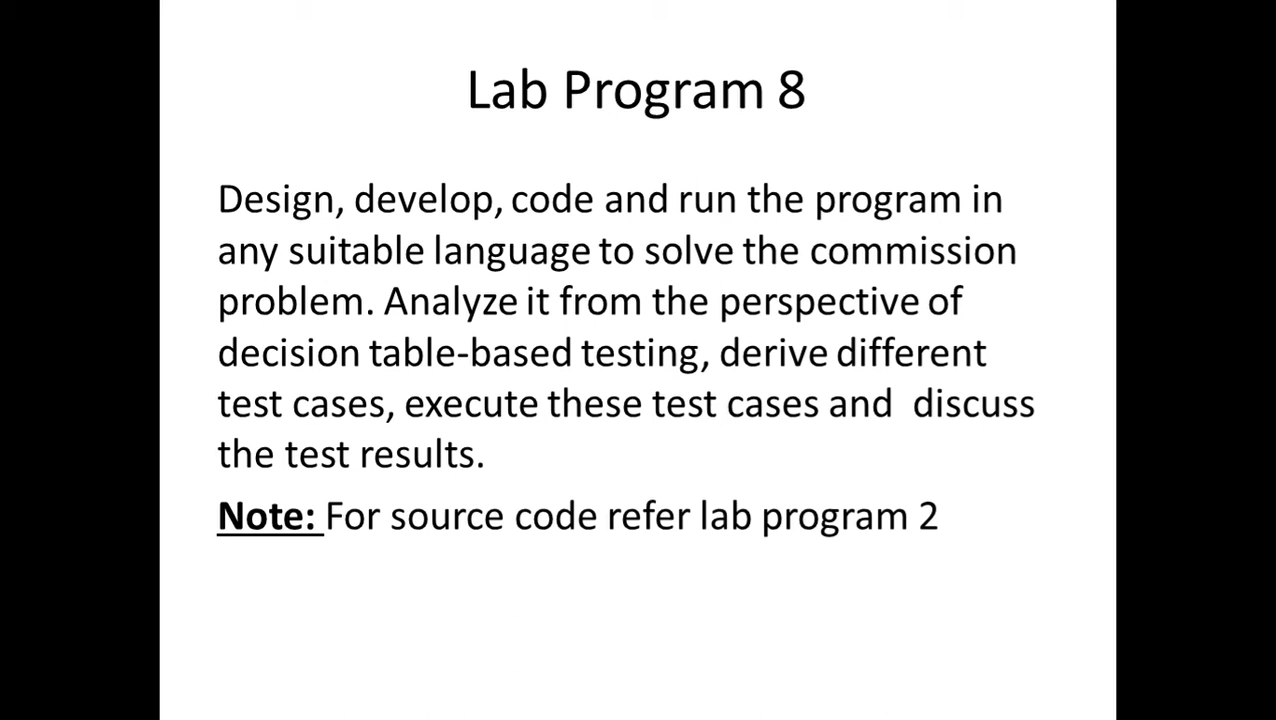 Lab Program 8
Design, develop, code and run the program in
any suitable language to solve the commission
problem. Analyze it from the perspective of
decision table-based testing, derive different
test cases, execute these test cases and discuss
the test results.
Note: For source code refer lab program 2